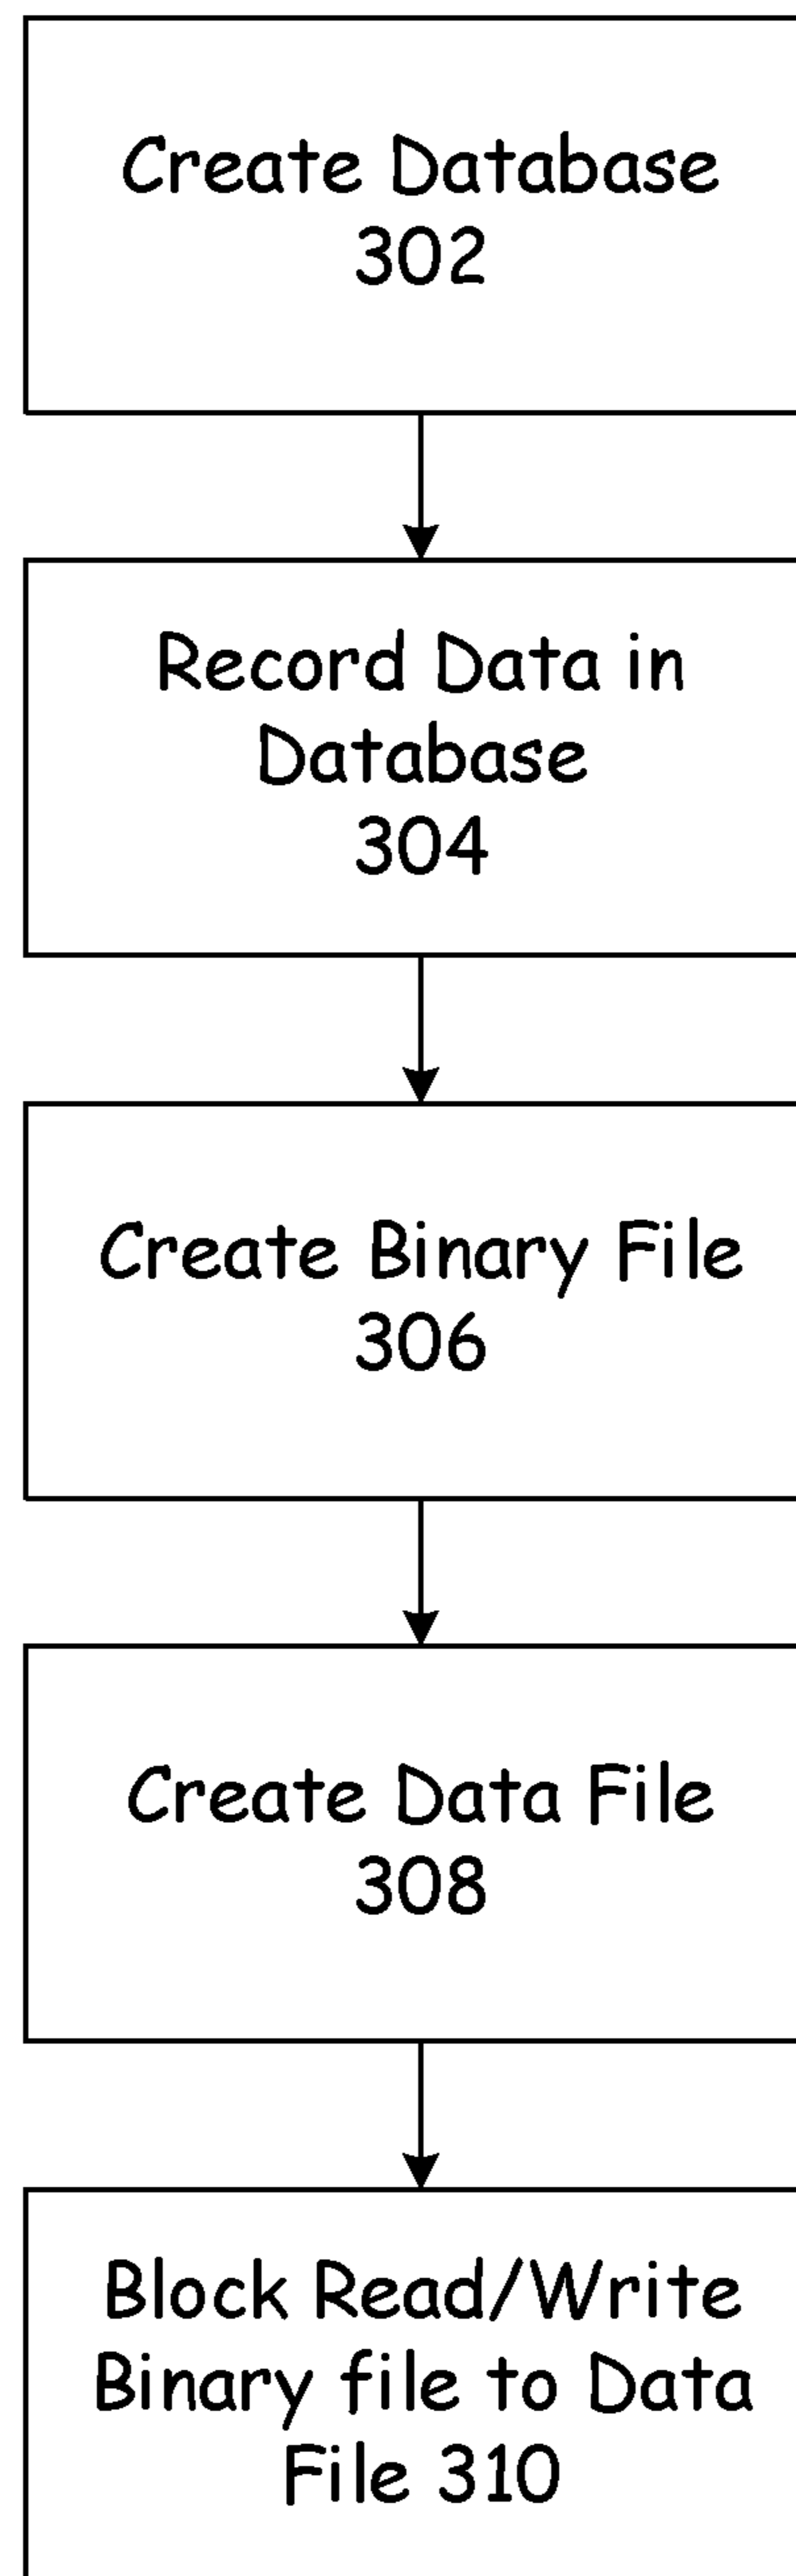 Create Database
302
Record Data in
Database
304
Create Binary File
306
Create Data File
308
Block Read/Write
Binary file to Data
File 310